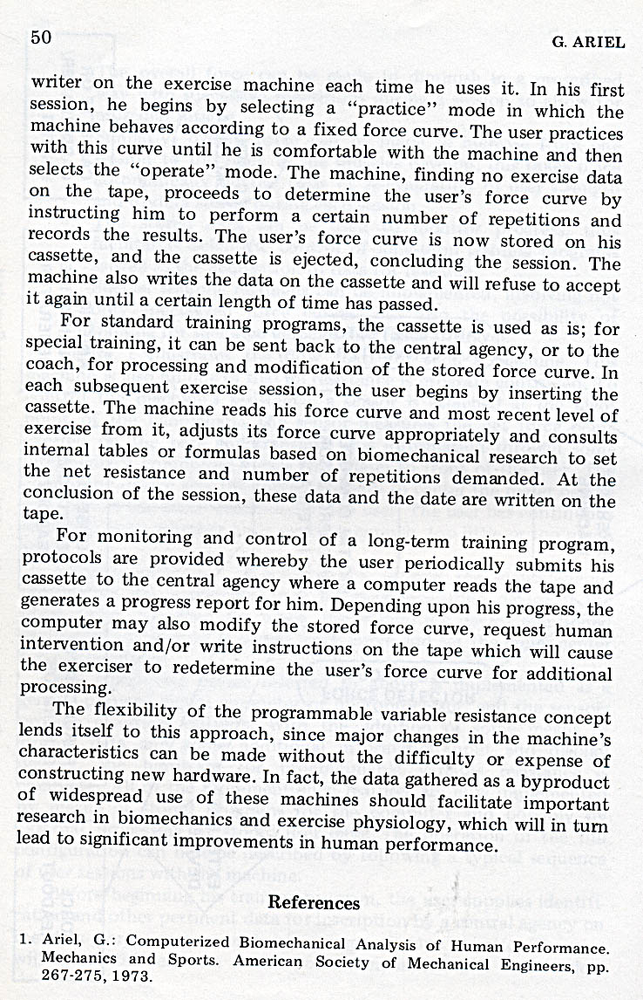 50
G. ARIEL
writer on the exercise machine each time he uses it. In his first
session, he begins by selecting a “practice” mode in which the
machine behaves according to a fixed force curve. The user practices
with this curve until he is comfortable with the machine and then
selects the “operate” mode. The machine, finding no exercise data
on the tape, proceeds to determine the user’s force curve by
instructing him to perform a certain number of repetitions and
records the results. The user’s force curve is now stored on his
cassette, and the cassette is ejected, concluding the session. The
machine also writes the data on the cassette and will refuse to accept
it again until a certain length of time has passed.
For standard training programs, the cassette is used as is; for
special training, it can be sent back to the central agency, or to the
coach, for processing and modification of the stored force curve. In
each subsequent exercise session, the user begins by inserting the
cassette. The machine reads his force curve and most recent level of
exercise from it, adjusts its force curve appropriately and consults
internal tables or formulas based on biomechanical research to set
the net resistance and number of repetitions demanded. At the
conclusion of the session, these data and the date are written on the
tape.
For monitoring and control of a long-term training program,
protocols are provided whereby the user periodically submits his
cassette to the central agency where a computer reads the tape and
generates a progress report for him. Depending upon his progress, the
computer may also modify the stored force curve, request human
intervention and/or write instructions on the tape which will cause
the exerciser to redetermine the user’s force curve for additional
processing.
The flexibility of the programmable variable resistance concept
lends itself to this approach, since major changes in the machine’s
characteristics can be made without the difficulty or expense of
constructing new hardware. In fact, the data gathered as a byproduct
of widespread use of these machines should facilitate important
research in biomechanics and exercise physiology, which will in turn
lead to significant improvements in human performance.
References
1. Ariel, G.: Computerized Biomechanical Analysis of Human Performance.
Mechanics and Sports. American Society of Mechanical Engineers, pp.
267-275, 1973.